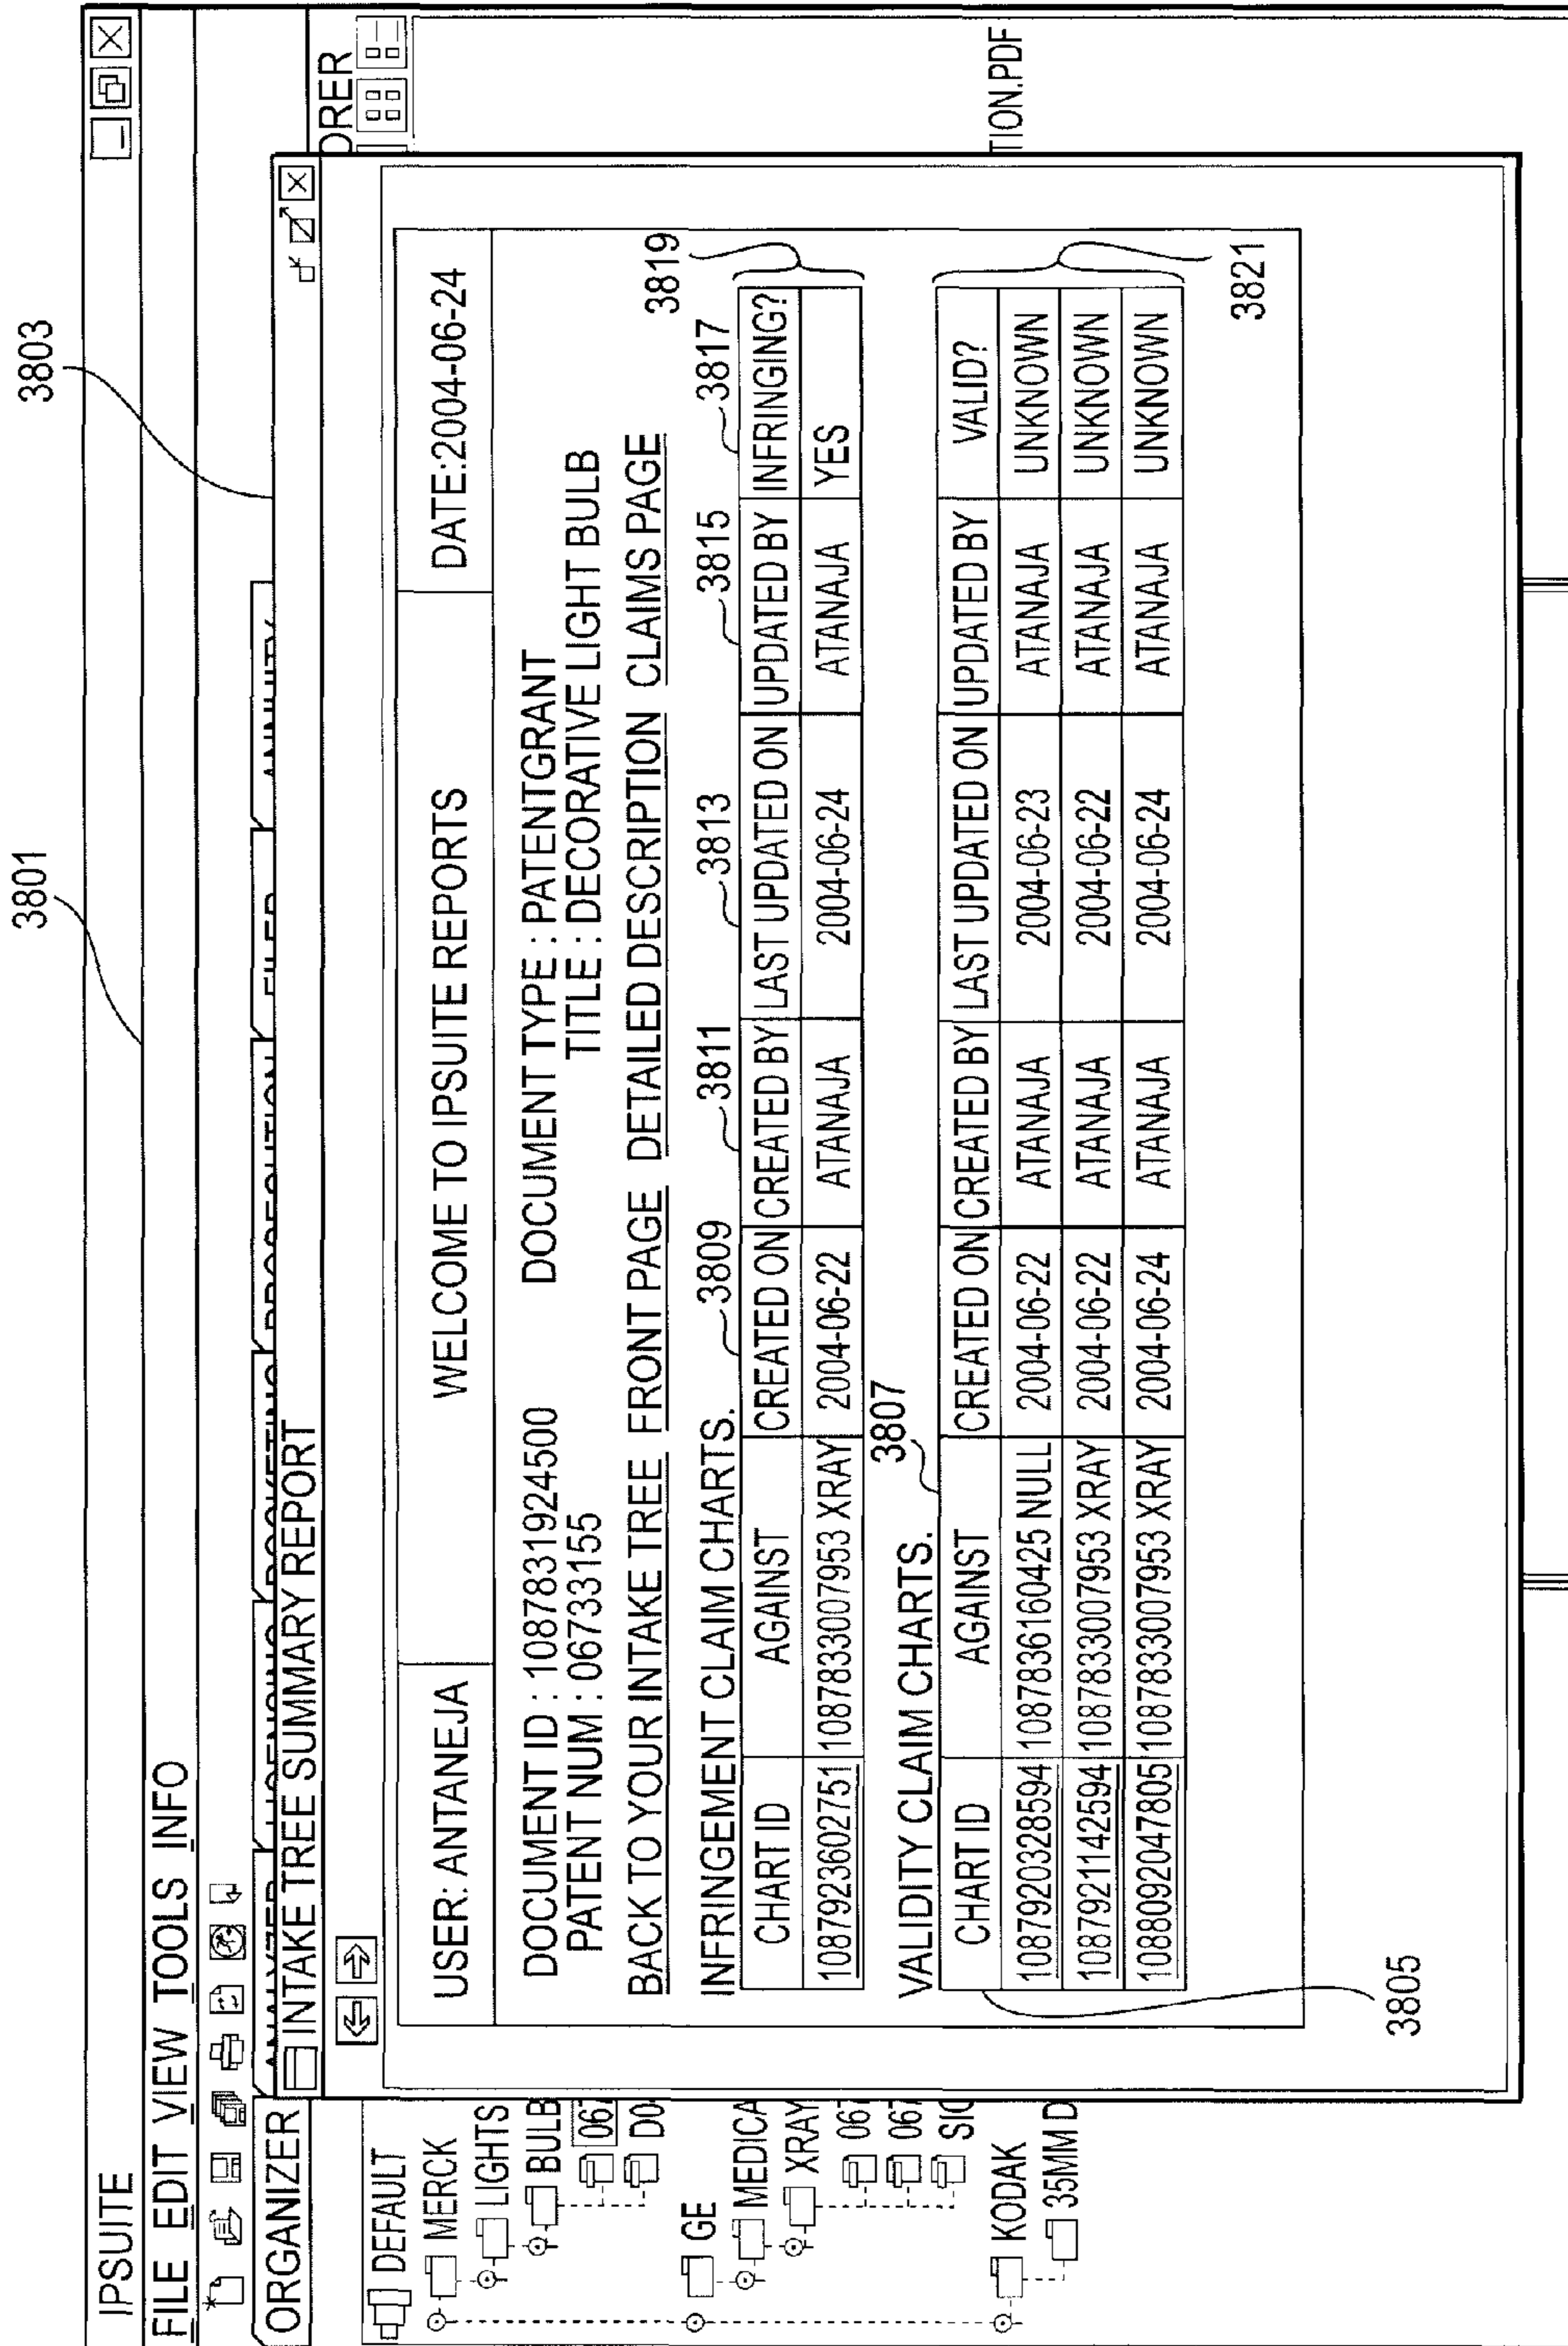 3801
3803
IPSUITE
FILE EDIT VIEW TOOLS INFO
ORGANIZER
ORER
INTAKE TREE SUMMARY REPORT
DEFAULT
MERCK
LIGHTS
BULB
067
D04
GE
MEDICA
XRAY
067
067
SIG
KODAK
35MM D
TION.PDF
USER: ANTANEJA WELCOME TO IPSUITE REPORTS DATE:2004-06-24
DOCUMENT ID : 1087831924500 DOCUMENT TYPE : PATENTGRANT
PATENT NUM : 06733155 TITLE : DECORATIVE LIGHT BULB
BACK TO YOUR INTAKE TREE FRONT PAGE DETAILED DESCRIPTION CLAIMS PAGE
INFRINGEMENT CLAIM CHARTS. 3809 3811 3813 3815 3817 3819
CHART ID AGAINST CREATED ON CREATED BY LAST UPDATED ON UPDATED BY INFRINGING?
1087923602751 1087833007953 XRAY 2004-06-22 ATANAJA 2004-06-24 ATANAJA YES
VALIDITY CLAIM CHARTS. 3807
CHART ID AGAINST CREATED ON CREATED BY LAST UPDATED ON UPDATED BY VALID?
1087920328594 1087836160425 NULL 2004-06-22 ATANAJA 2004-06-23 ATANAJA UNKNOWN
1087921142594 1087833007953 XRAY 2004-06-22 ATANAJA 2004-06-22 ATANAJA UNKNOWN
1088092047805 1087833007953 XRAY 2004-06-24 ATANAJA 2004-06-24 ATANAJA UNKNOWN
3821
3805